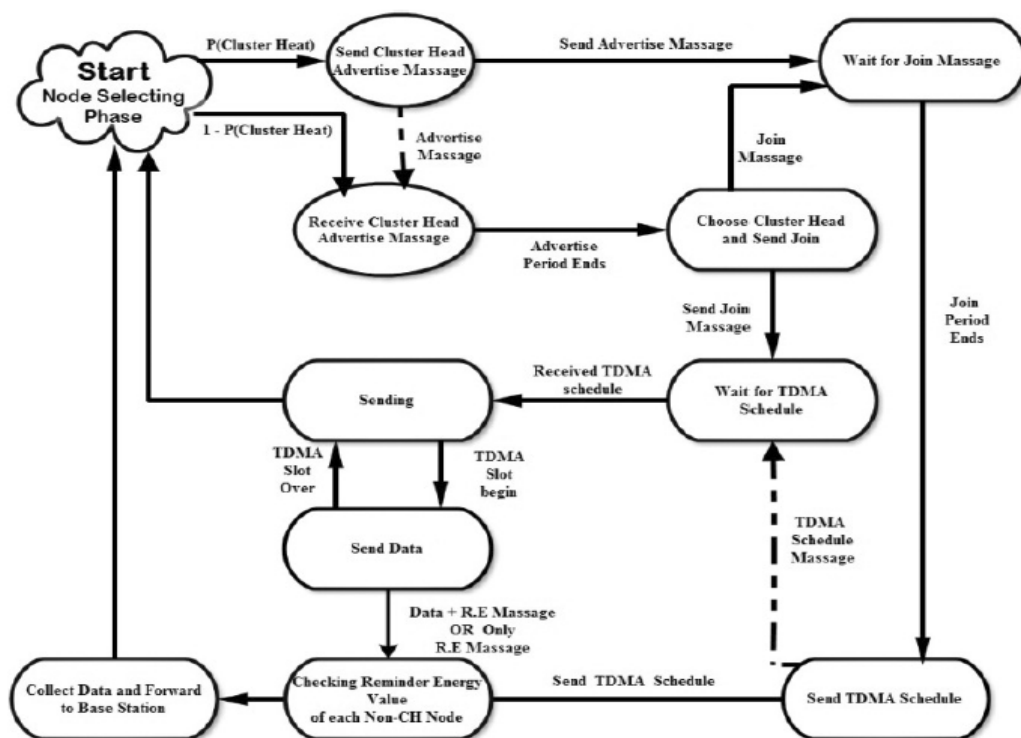 P(Cluster Heat)
Send Cluster Head
Advertise Massage
Send Advertise Massage
Wait for Join Massage
Start
Node Selecting
Phase
1 - P(Cluster Heat)
Advertise
Massage
Join
Massage
Receive Cluster Head
Advertise Massage
Advertise
Period Ends
Choose Cluster Head
and Send Join
Send Join
Massage
Join
Period
Ends
Sending
Received TDMA
schedule
Wait for TDMA
Schedule
TDMA
Slot
Over
TDMA
Slot
begin
Send Data
TDMA
Schedule
Massage
Data + R.E Massage
OR Only
R.E Massage
Collect Data and Forward
to Base Station
Checking Reminder Energy
Value
of each Non-CH Node
Send TDMA Schedule
Send TDMA Schedule